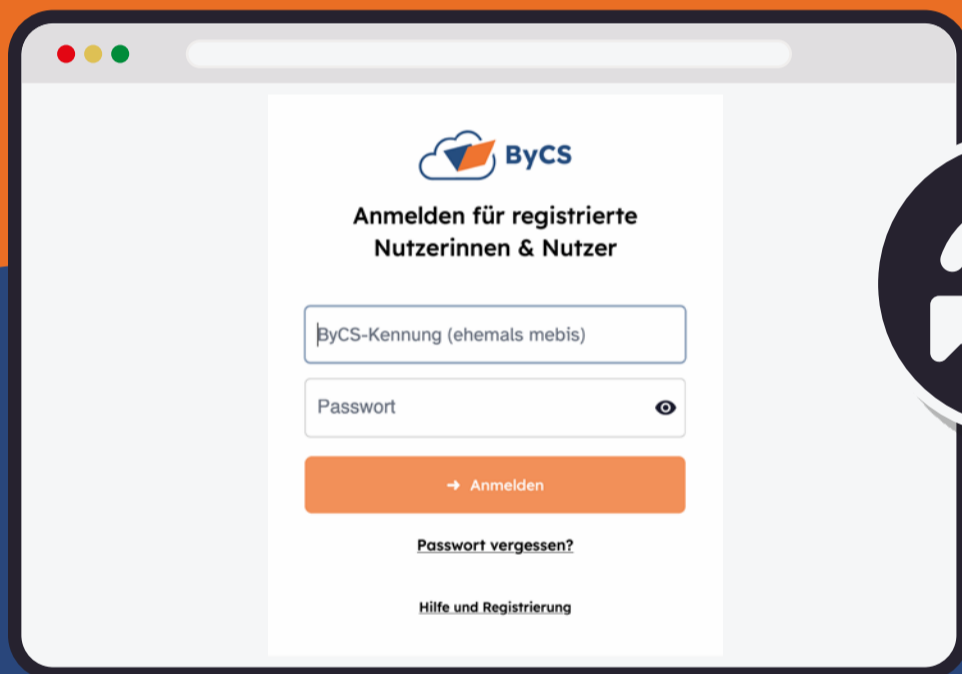 ByCS
Anmelden für registrierte
Nutzerinnen & Nutzer
ByCS-Kennung (ehemals mebis)
Passwort
➔ Anmelden
Passwort vergessen?
Hilfe und Registrierung